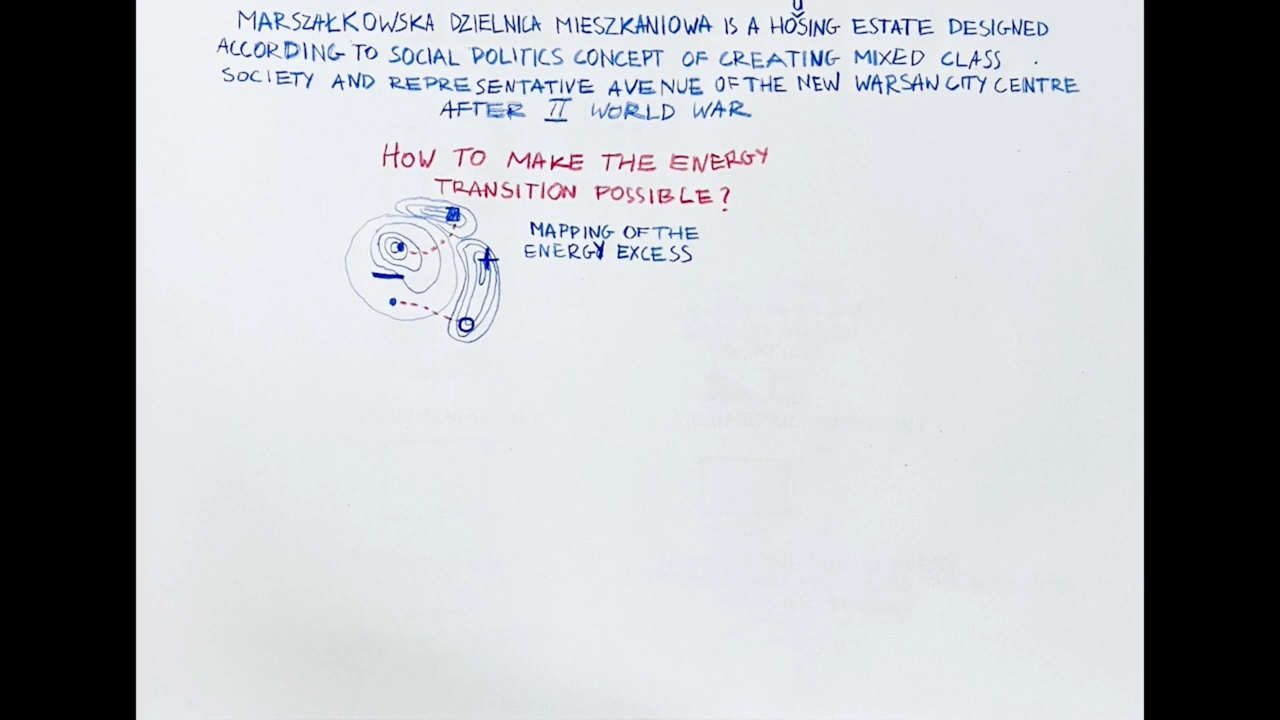 MARSZAŁKOWSKA DZIELNICA MIESZKANIOWA IS A HOUSING ESTATE DESIGNED
ACCORDING TO SOCIAL POLITICS CONCEPT OF CREATING MIXED CLASS
SOCIETY AND REPRESENTATIVE AVENUE OF THE NEW WARSAW CITY CENTRE
AFTER II WORLD WAR
HOW TO MAKE THE ENERGY
TRANSITION POSSIBLE?
MAPPING OF THE
ENERGY EXCESS